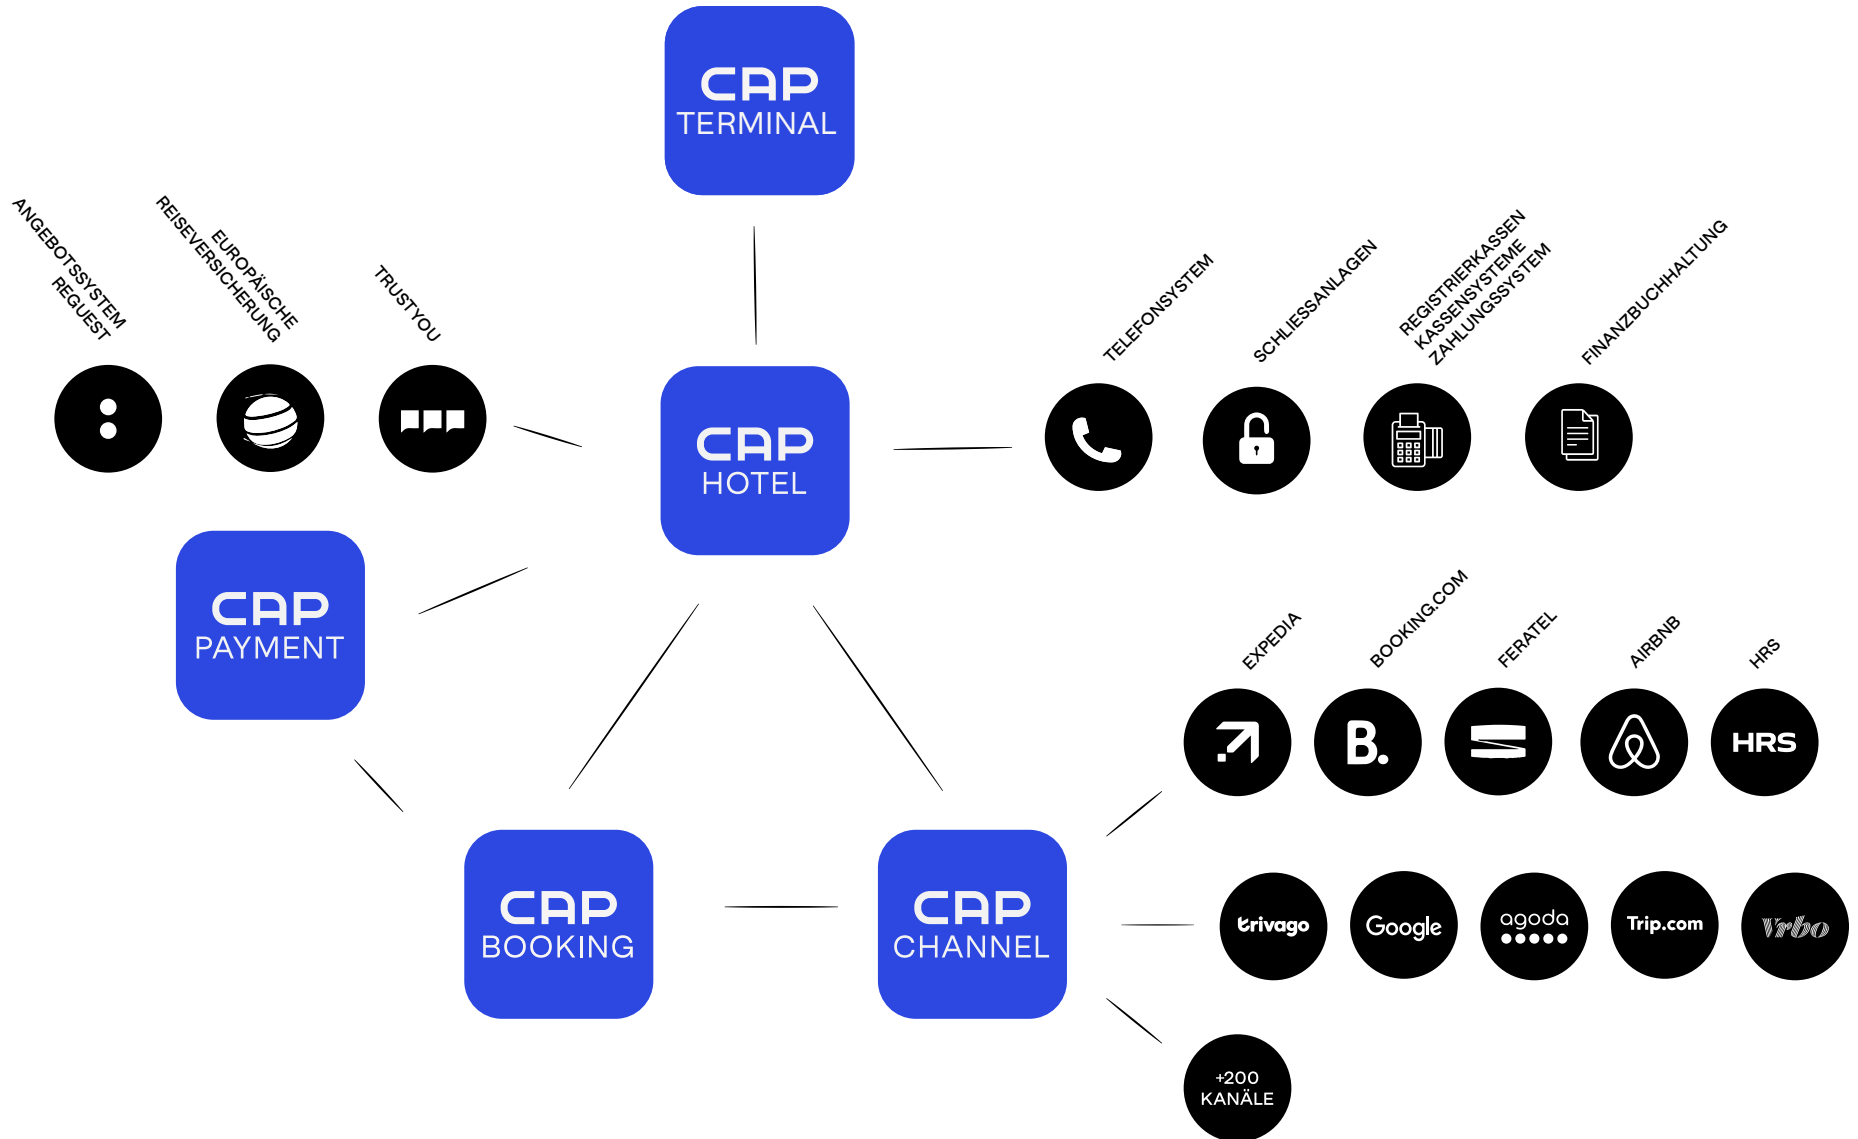 CAP
TERMINAL
ANGEBOTSSYSTEM
REGUEST
EUROPÄISCHE
REISEVERSICHERUNG
TRUSTYOU
TELEFONSYSTEM
SCHLIESSANLAGEN
REGISTRIERKASSEN
KASSENSYSTEME
ZAHLUNGSSYSTEM
FINANZBUCHHALTUNG
CAP
HOTEL
CAP
PAYMENT
EXPEDIA
BOOKING.COM
FERATEL
AIRBNB
HRS
B.
HRS
CAP
BOOKING
CAP
CHANNEL
trivago
Google
agoda
Trip.com
Vrbo
+200
KANÄLE